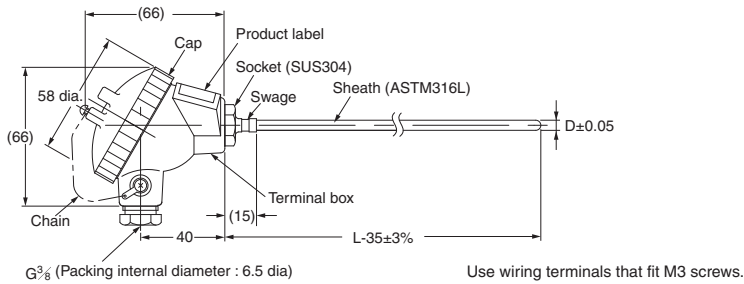 (66)
Cap
Product label
Socket (SUS304)
58 dia.
Swage
Sheath (ASTM316L)
(66)
D±0.05
Terminal box
Chain
(15)
40
L-35±3%
G3⁄8 (Packing internal diameter : 6.5 dia)
Use wiring terminals that fit M3 screws.